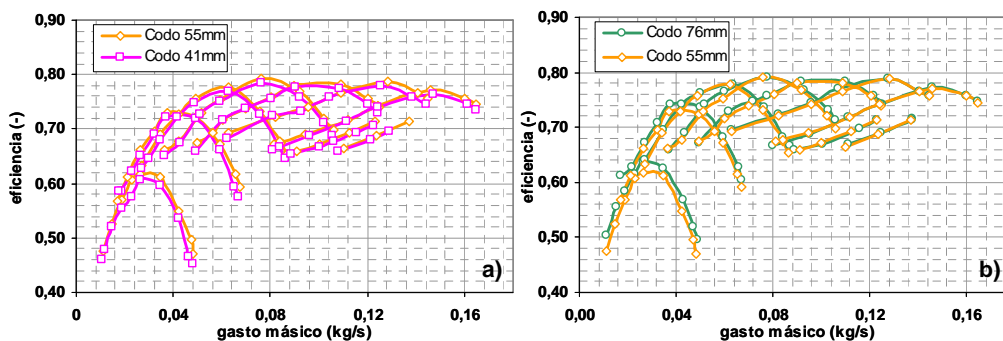 0,90
0,80
0,70
0,60
0,50
0,40
eficiencia (-)
Codo 55mm
Codo 41mm
a)
0 0,04 0,08 0,12 0,16
gasto másico (kg/s)
0,90
0,80
0,70
0,60
0,50
0,40
eficiencia (-)
Codo 76mm
Codo 55mm
b)
0,00 0,04 0,08 0,12 0,16
gasto másico (kg/s)